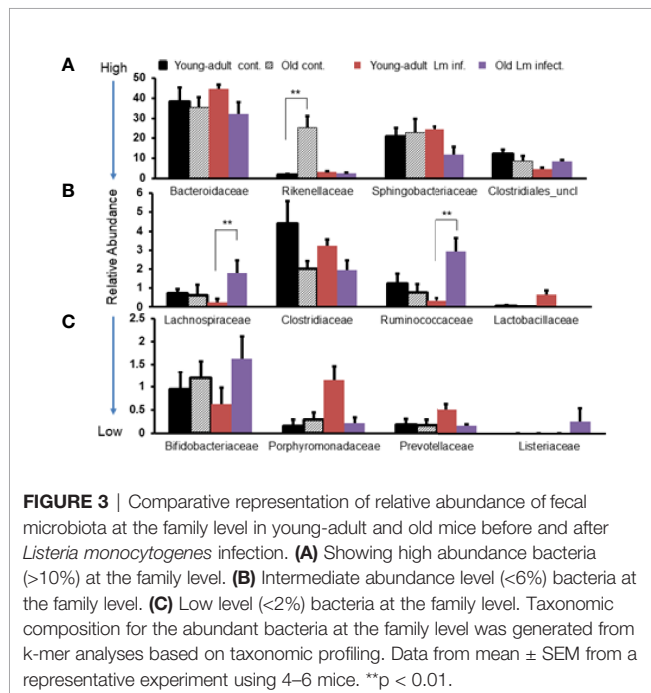 Young-adult cont. Old cont. Young-adult Lm inf. Old Lm infect.
A High
50
40
30
20
10
0
**
Bacteroidaceae Rikenellaceae Sphingobacteriaceae Clostridiales_uncl
B
6
5
4
3
2
1
0
** **
Lachnospiraceae Clostridiaceae Ruminococcaceae Lactobacillaceae
Relative Abundance
C
2.5
2
1.5
1
0.5
0
Low
Bifidobacteriaceae Porphyromonadaceae Prevotellaceae Listeriaceae
FIGURE 3 | Comparative representation of relative abundance of fecal
microbiota at the family level in young-adult and old mice before and after
Listeria monocytogenes infection. (A) Showing high abundance bacteria
(>10%) at the family level. (B) Intermediate abundance level (<6%) bacteria at
the family level. (C) Low level (<2%) bacteria at the family level. Taxonomic
composition for the abundant bacteria at the family level was generated from
k-mer analyses based on taxonomic profiling. Data from mean ± SEM from a
representative experiment using 4–6 mice. **p < 0.01.